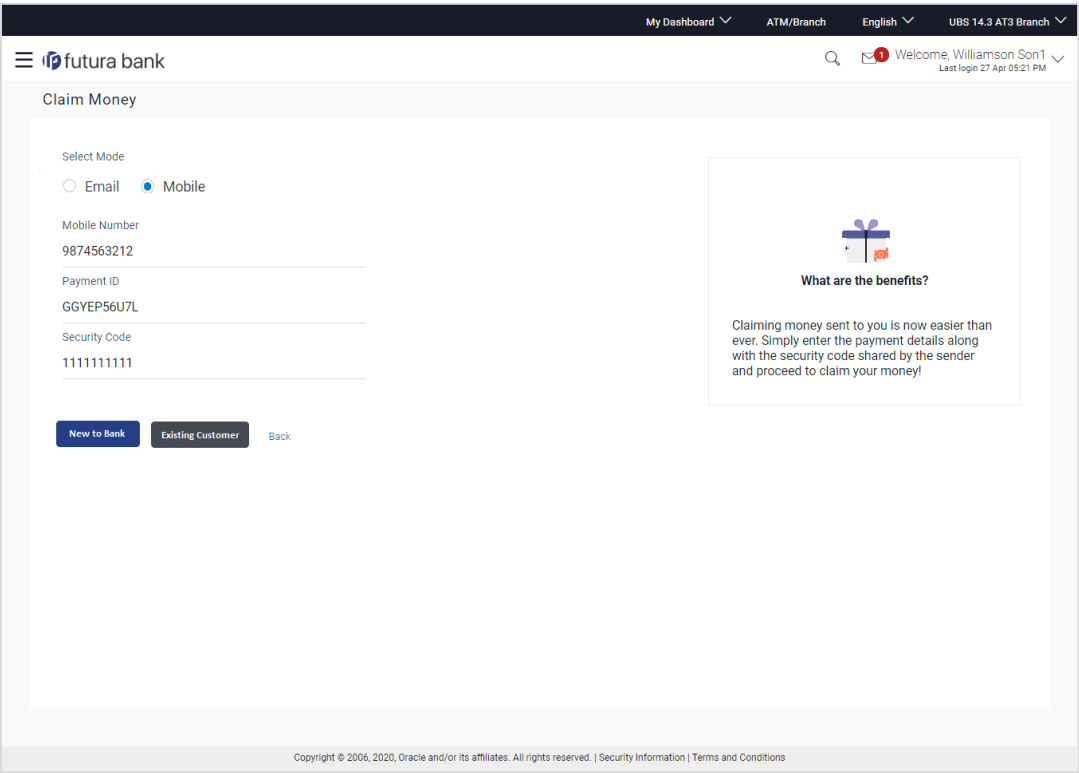 My Dashboard ATM/Branch English UBS 14.3 AT3 Branch
futura bank
1 Welcome, Williamson Son1
Last login 27 Apr 05:21 PM
Claim Money
Select Mode
Email Mobile
Mobile Number
9874563212
Payment ID
GGYEP56U7L
Security Code
1111111111
New to Bank Existing Customer Back
What are the benefits?
Claiming money sent to you is now easier than
ever. Simply enter the payment details along
with the security code shared by the sender
and proceed to claim your money!
Copyright © 2006, 2020, Oracle and/or its affiliates. All rights reserved. | Security Information | Terms and Conditions